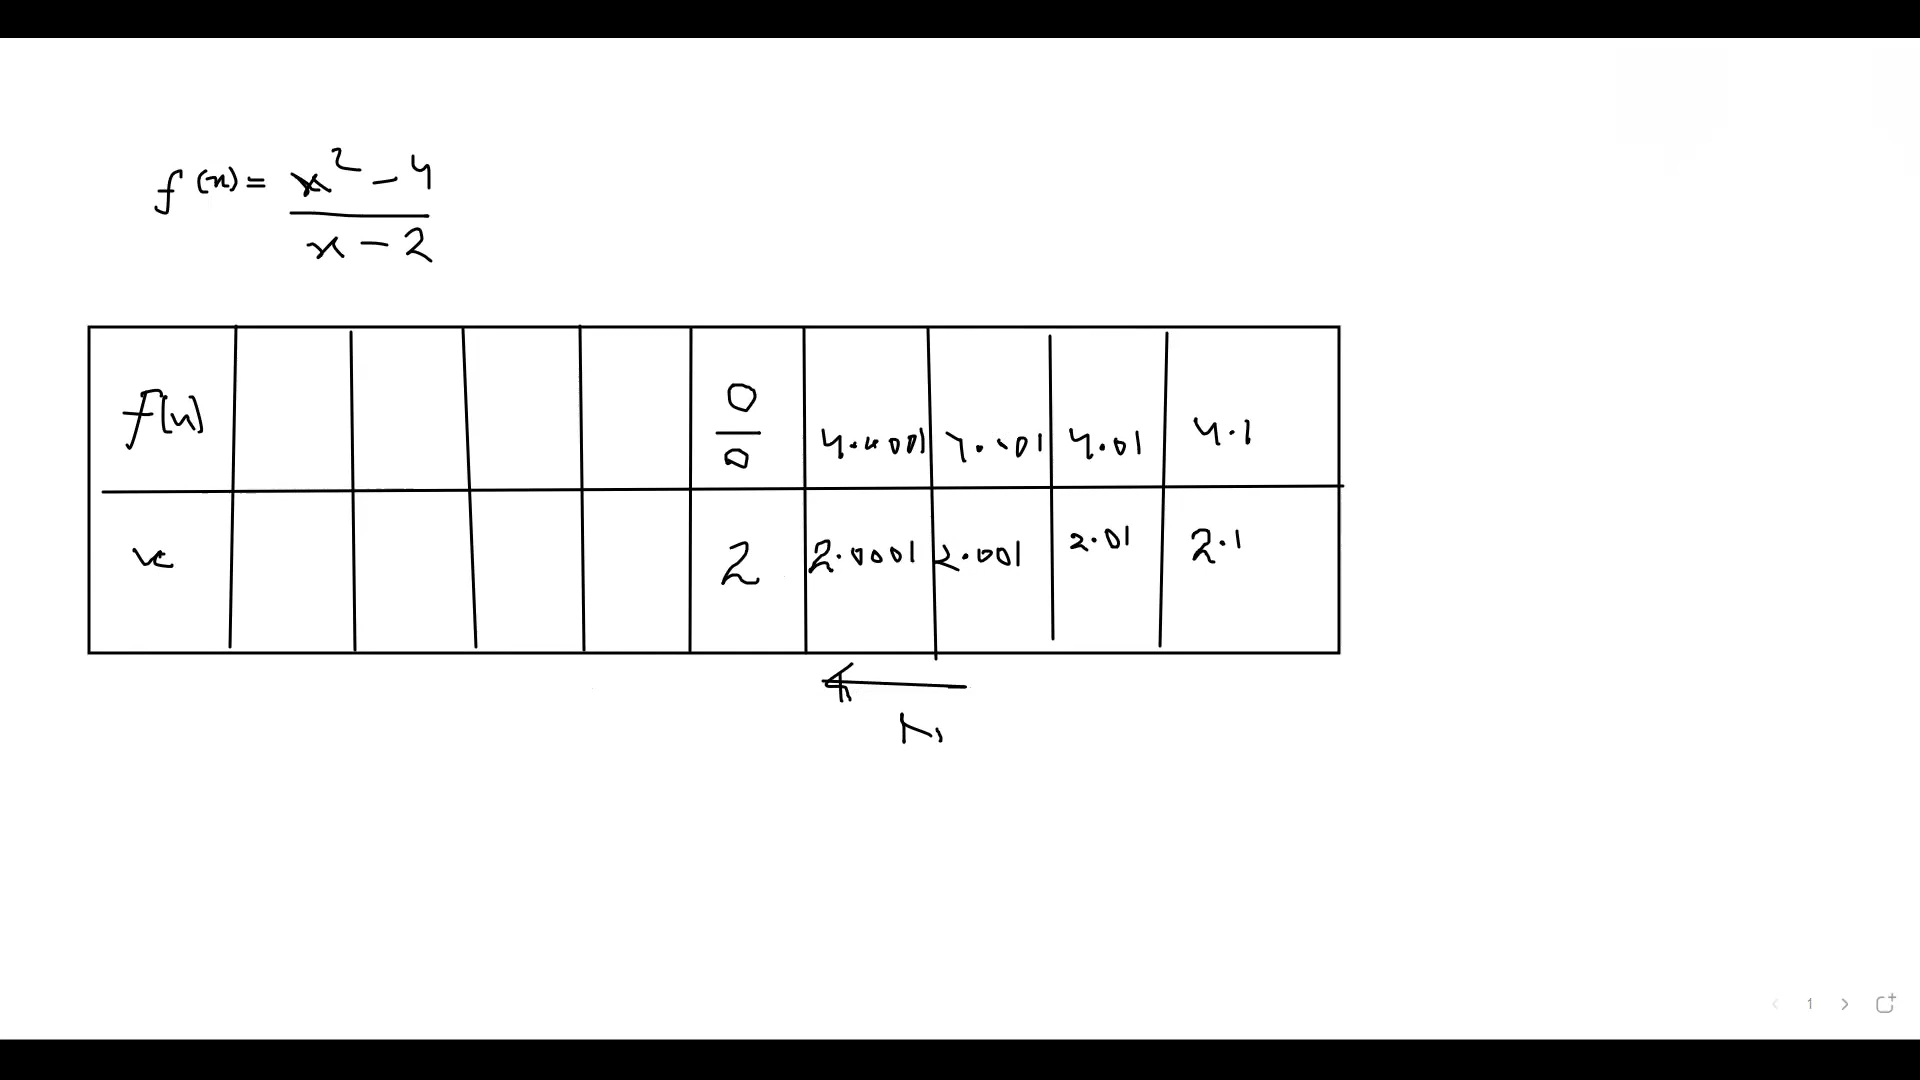 f(x) = x² - 4
x - 2
f(x) 0/0 4.0001 4.001 4.01 4.1
x 2 2.0001 2.001 2.01 2.1
1